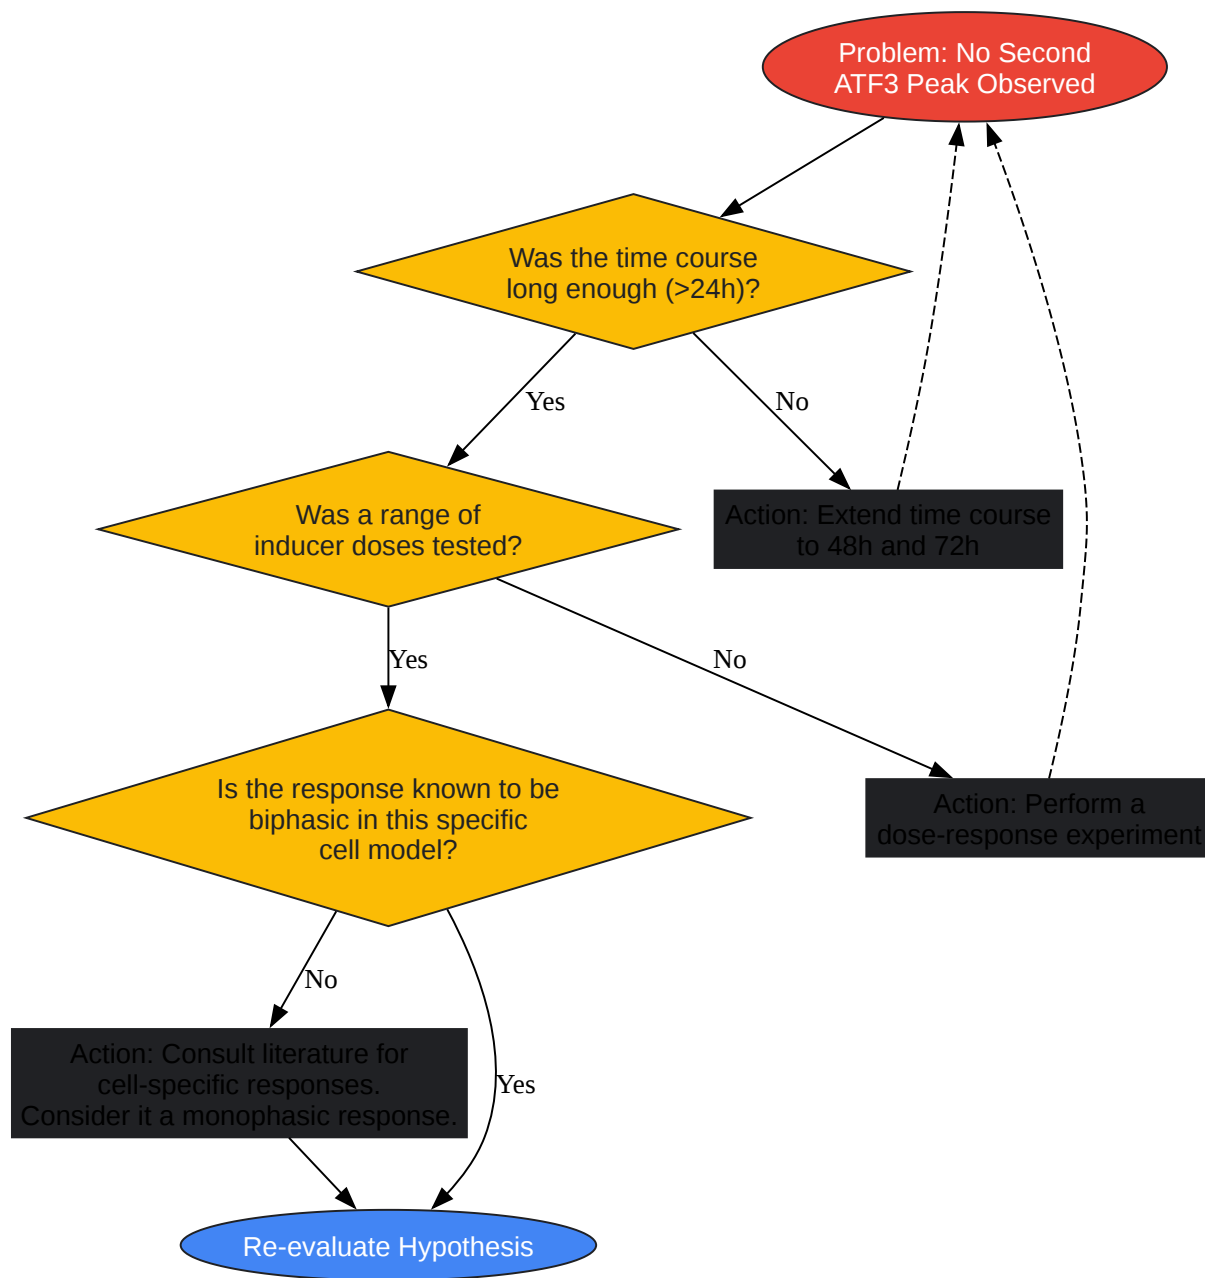 Problem: No Second
ATF3 Peak Observed
Was the time course
long enough (>24h)?
Yes
No
Was a range of
inducer doses tested?
Action: Extend time course
to 48h and 72h
Yes
No
Is the response known to be
biphasic in this specific
cell model?
Action: Perform a
dose-response experiment
No
Yes
Action: Consult literature for
cell-specific responses.
Consider it a monophasic response.
Re-evaluate Hypothesis